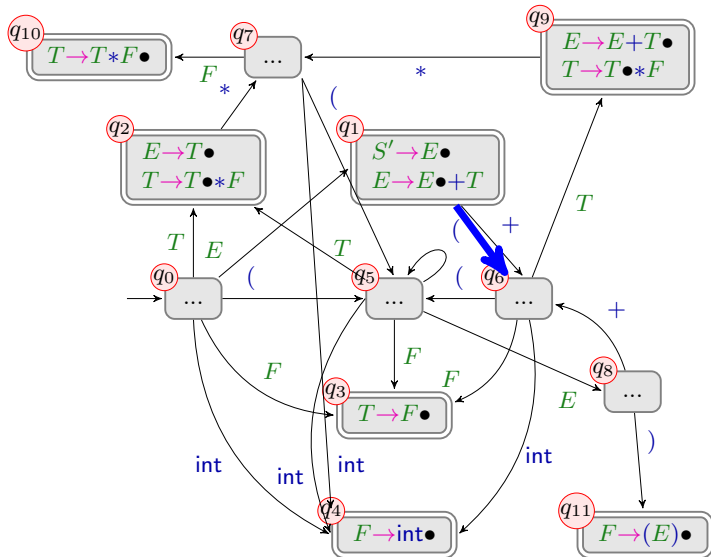 q10
T→T*F●
q7
...
q9
E→E+T●
T→T●*F
F
*
*
(
q2
E→T●
T→T●*F
q1
S′→E●
E→E●+T
T
E
(
T
(
+
(
T
q0
...
q5
...
q6
...
+
F
F
F
q3
T→F●
q8
...
E
)
int
int
int
int
q4
F→int●
q11
F→(E)●